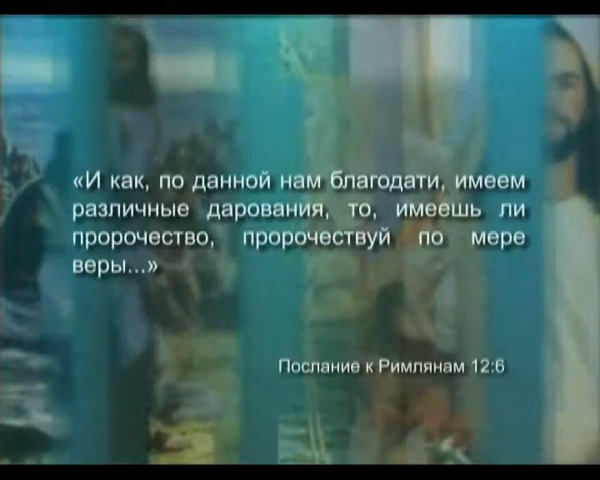 «И как, по данной нам благодати, имеем
различные дарования, то, имеешь ли
пророчество, пророчествуй по мере
веры...»
Послание к Римлянам 12:6